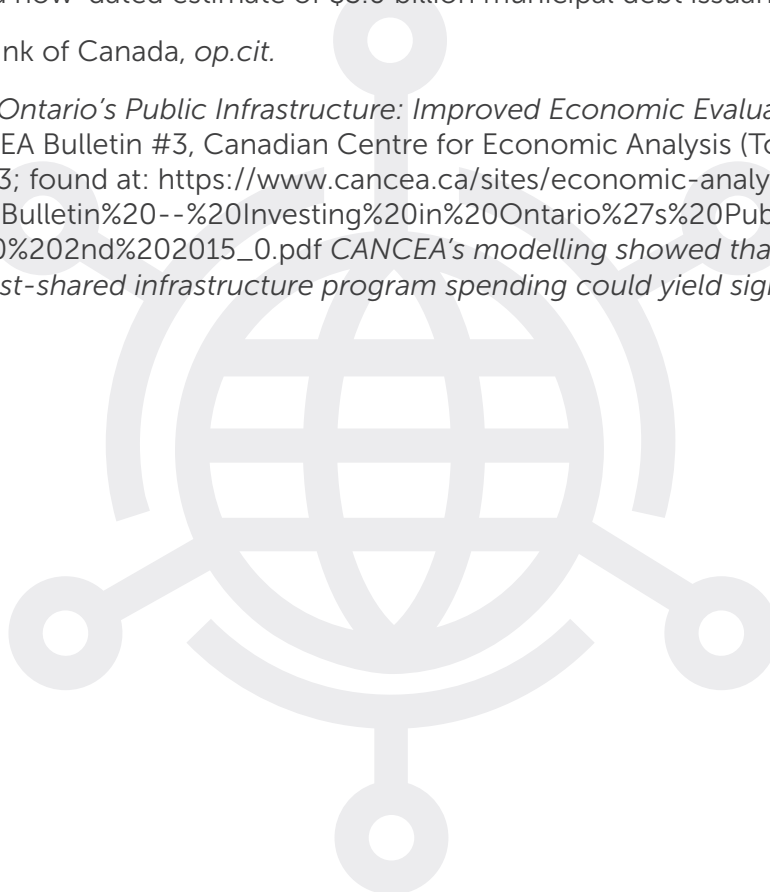 now-dated estimate of $8.0 billion municipal debt
nk of Canada, op.cit.
Ontario's Public Infrastructure: Improved Economic Evalua
EA Bulletin #3, Canadian Centre for Economic Analysis (To
3; found at: https://www.cancea.ca/sites/economic-analy
Bulletin%20--%20Investing%20in%20Ontario%27s%20Pub
0%202nd%202015_0.pdf CANCEA's modelling showed tha
st-shared infrastructure program spending could yield sig